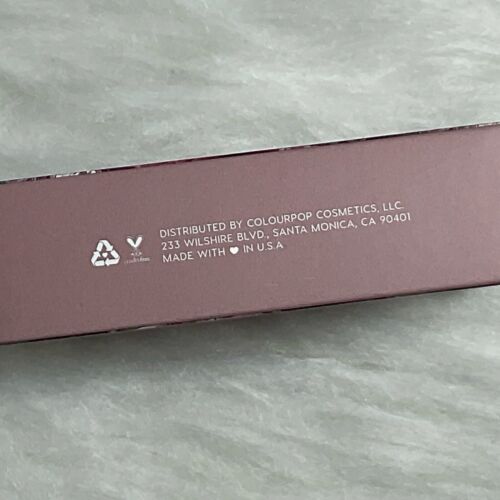 DISTRIBUTED BY COLOURPOP COSMETICS, LLC.
233 WILSHIRE BLVD., SANTA MONICA, CA 90401
MADE WITH ♥ IN U.S.A